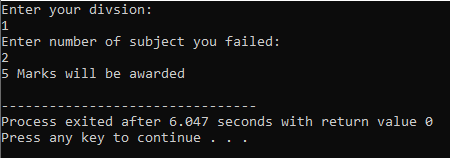 Enter your divsion:
1
Enter number of subject you failed:
2
5 Marks will be awarded
--------------------------------
Process exited after 6.047 seconds with return value 0
Press any key to continue . . .